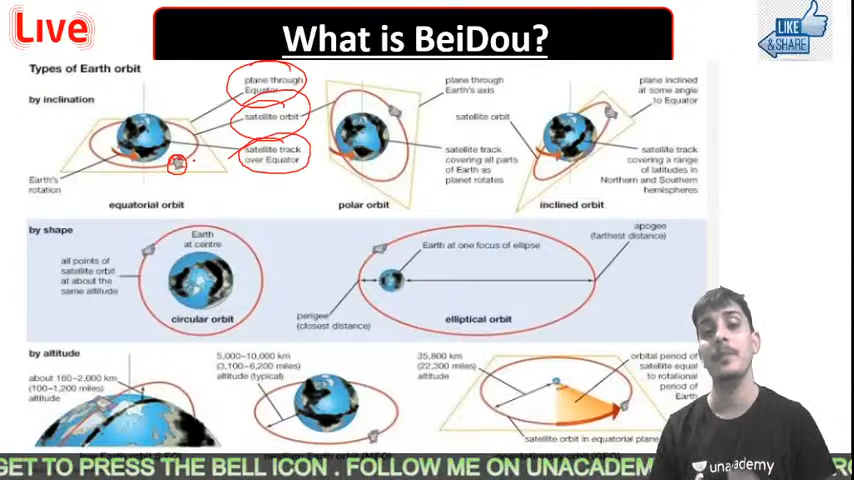 Live
What is BeiDou?
LIKE
& SHARE
Types of Earth orbit
by inclination
plane through
Equator
satellite orbit
satellite track
over Equator
Earth's
rotation
equatorial orbit
plane through
Earth's axis
satellite track
covering all parts
of Earth as
planet rotates
polar orbit
plane inclined
at some angle
to Equator
satellite orbit
satellite track
covering a range
of latitudes in
Northern and Southern
hemispheres
inclined orbit
by shape
Earth
at centre
all points of
satellite orbit
at about the
same altitude
circular orbit
Earth at one focus of ellipse
apogee
(farthest distance)
perigee
(closest distance)
elliptical orbit
by altitude
about 160–2,000 km
(100–1,200 miles)
altitude
5,000–10,000 km
(3,100–6,200 miles)
altitude (typical)
35,800 km
(22,300 miles)
altitude
orbital period of
satellite equal
to rotational
period of
Earth
satellite orbit in equatorial plane
unacademy
GET TO PRESS THE BELL ICON . FOLLOW ME ON UNACADEM